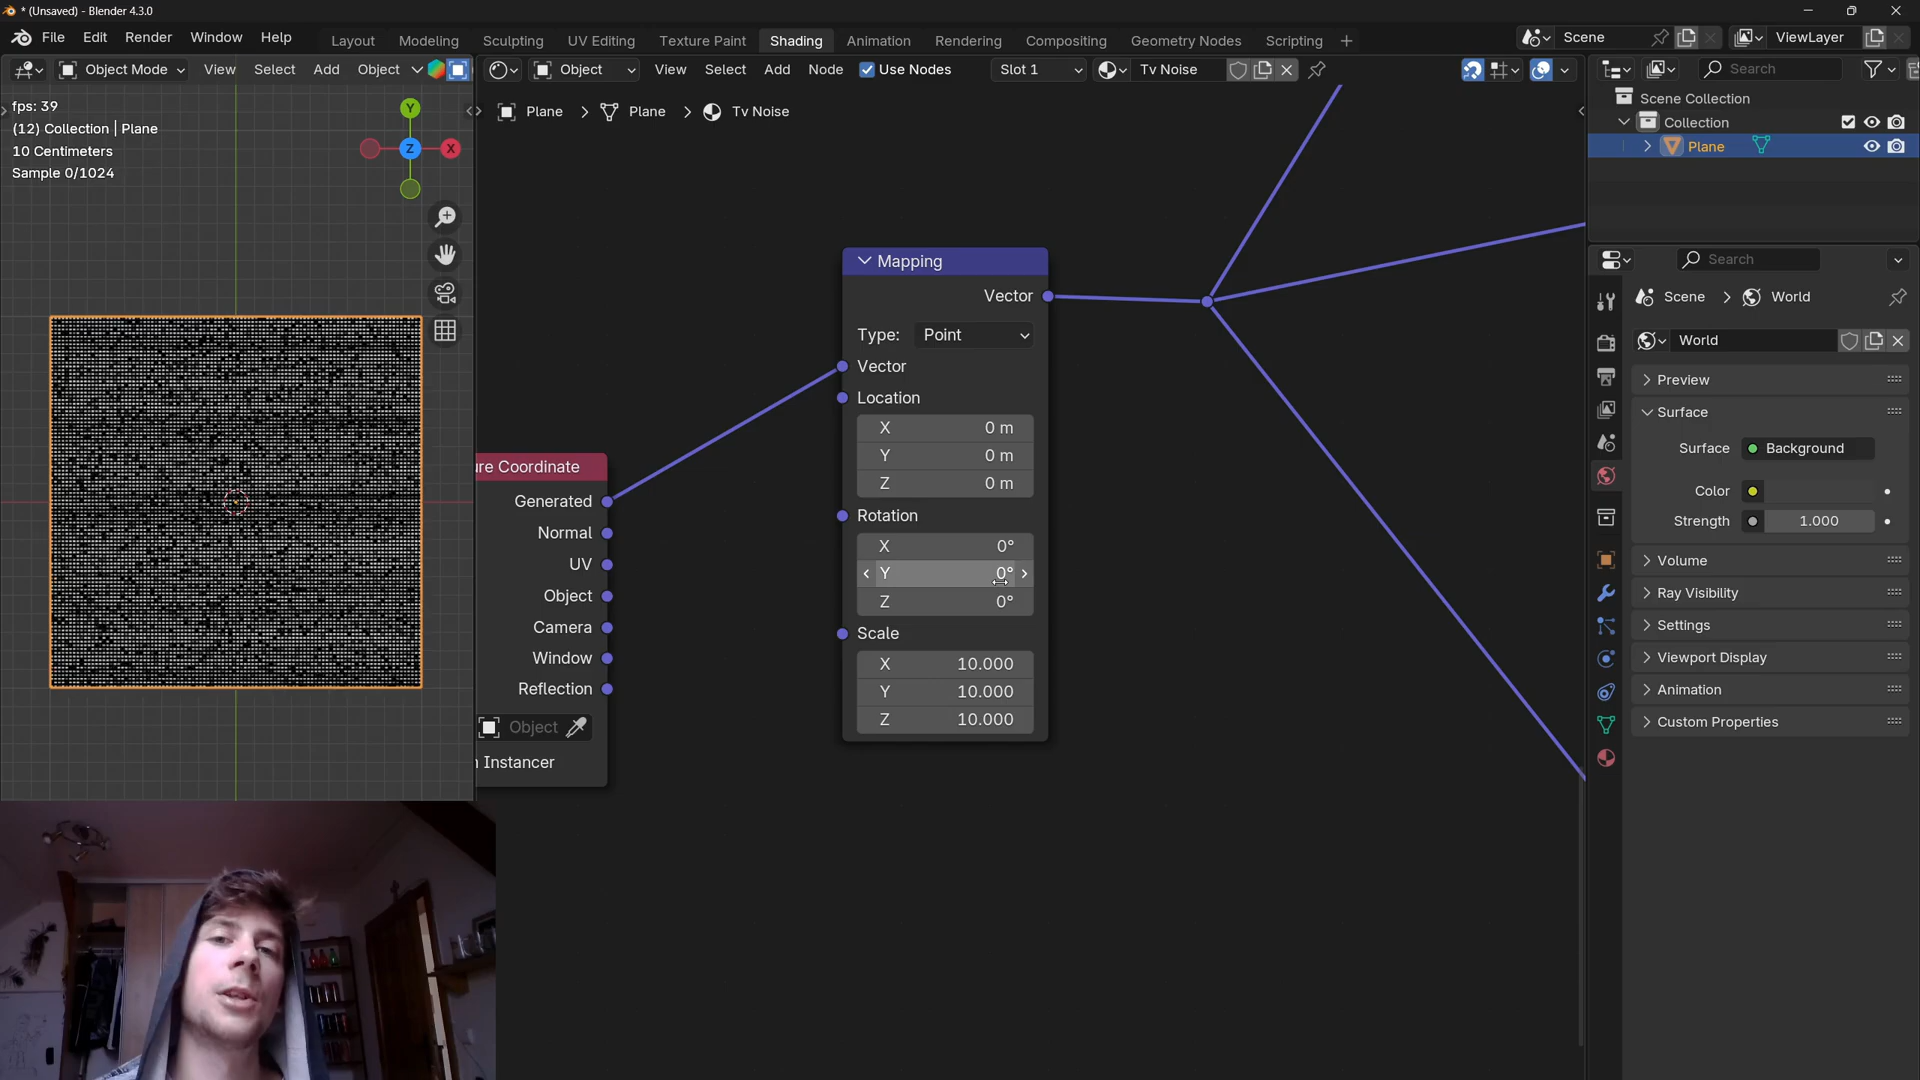 * (Unsaved) - Blender 4.3.0
File Edit Render Window Help
Layout Modeling Sculpting UV Editing Texture Paint Shading Animation Rendering Compositing Geometry Nodes Scripting +
Scene
ViewLayer
Object Mode View Select Add Object
Object View Select Add Node Use Nodes Slot 1 Tv Noise
Search
fps: 39
(12) Collection | Plane
10 Centimeters
Sample 0/1024
Y
Z
X
Plane > Plane > Tv Noise
Scene Collection
Collection
Plane
Mapping
Vector
Type: Point
Vector
Location
X 0 m
Y 0 m
Z 0 m
Rotation
X 0°
Y 0°
Z 0°
Scale
X 10.000
Y 10.000
Z 10.000
ure Coordinate
Generated
Normal
UV
Object
Camera
Window
Reflection
Object
Instancer
Search
Scene > World
World
Preview
Surface
Surface Background
Color
Strength 1.000
Volume
Ray Visibility
Settings
Viewport Display
Animation
Custom Properties